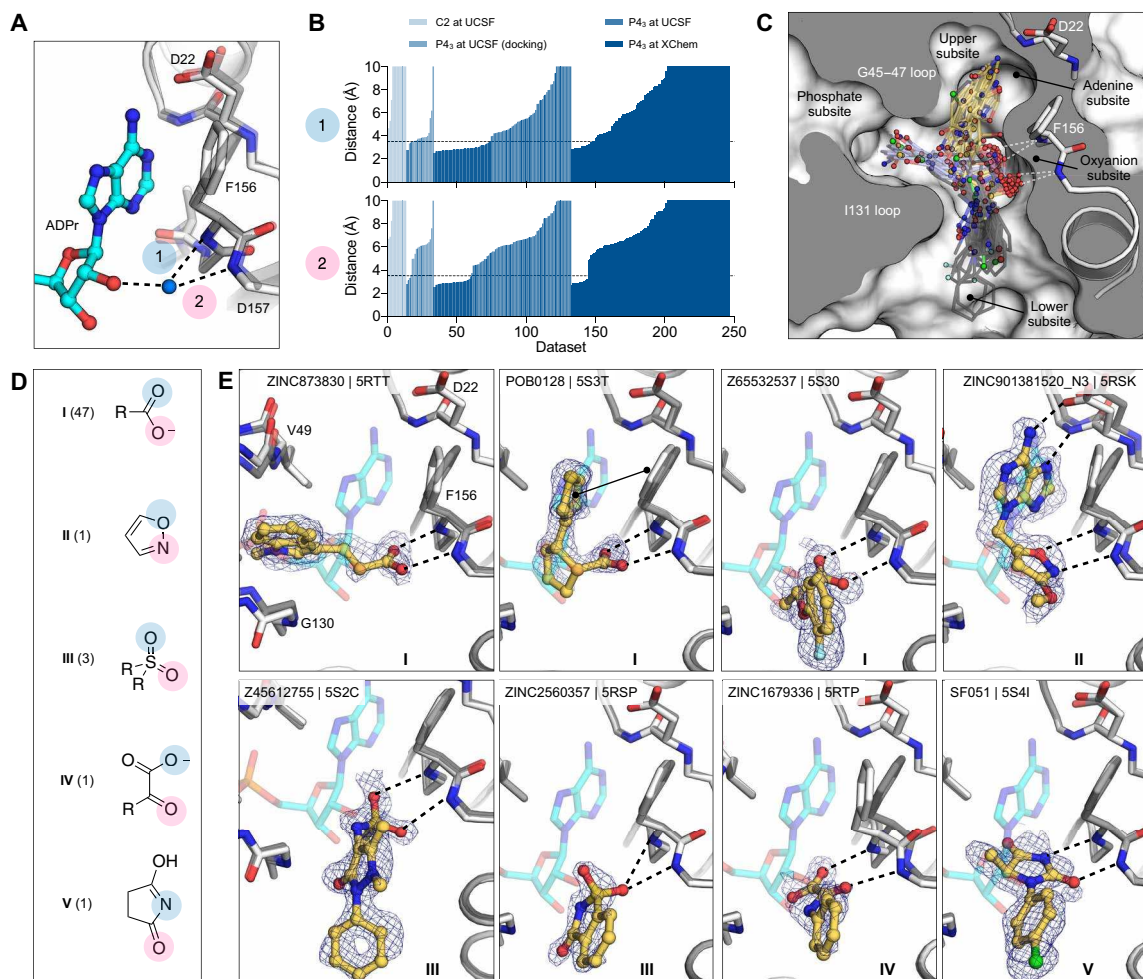 A
D22
F156
ADPr
1
2
D157
B
C2 at UCSF
P4₃ at UCSF
P4₃ at UCSF (docking)
P4₃ at XChem
Distance (Å)
10
8
6
4
2
0
1
Distance (Å)
10
8
6
4
2
0
2
0
50
100
150
200
250
Dataset
C
Upper
subsite
D22
G45–47 loop
Adenine
subsite
Phosphate
subsite
F156
Oxyanion
subsite
I131 loop
Lower
subsite
D
I (47)
R
O
O–
II (1)
O
N
III (3)
O
S
O
R
R
IV (1)
O
O–
R
O
V (1)
OH
N
O
E
ZINC873830 | 5RTT
D22
V49
F156
G130
I
POB0128 | 5S3T
I
Z65532537 | 5S30
I
ZINC901381520_N3 | 5RSK
II
Z45612755 | 5S2C
III
ZINC2560357 | 5RSP
III
ZINC1679336 | 5RTP
IV
SF051 | 5S4I
V